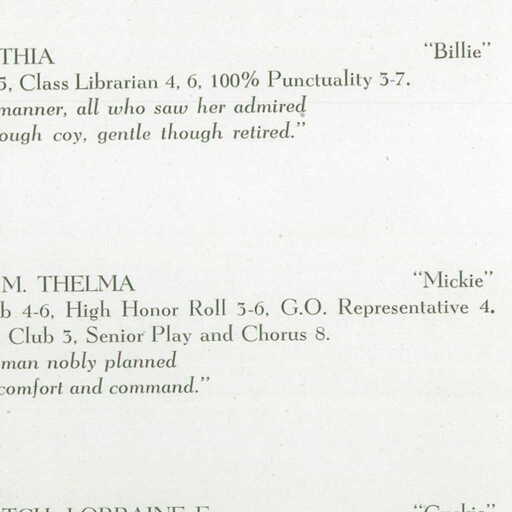 THIA "Billie"
5, Class Librarian 4, 6, 100% Punctuality 3-7.
manner, all who saw her admired
ough coy, gentle though retired."
M. THELMA "Mickie"
b 4-6, High Honor Roll 3-6, G.O. Representative 4.
Club 3, Senior Play and Chorus 8.
man nobly planned
comfort and command."
LORRAINE E.